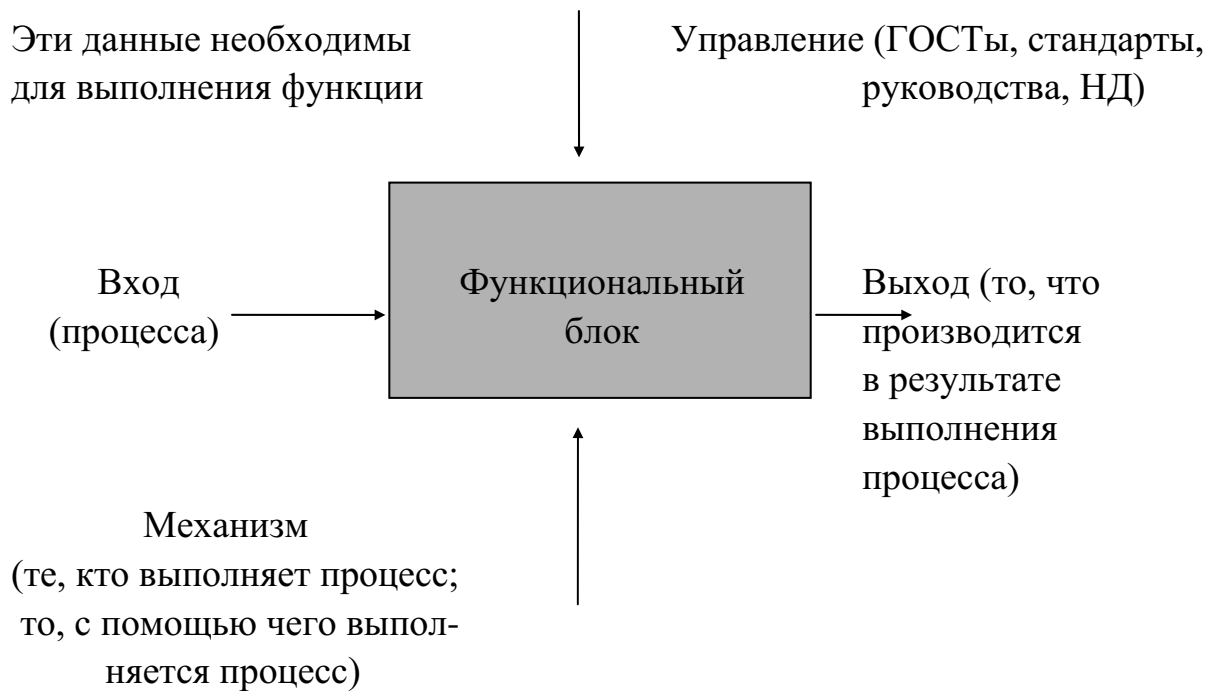 Эти данные необходимы
для выполнения функции
Управление (ГОСТы, стандарты,
руководства, НД)
Вход
(процесса)
Функциональный
блок
Выход (то, что
производится
в результате
выполнения
процесса)
Механизм
(те, кто выполняет процесс;
то, с помощью чего выпол-
няется процесс)